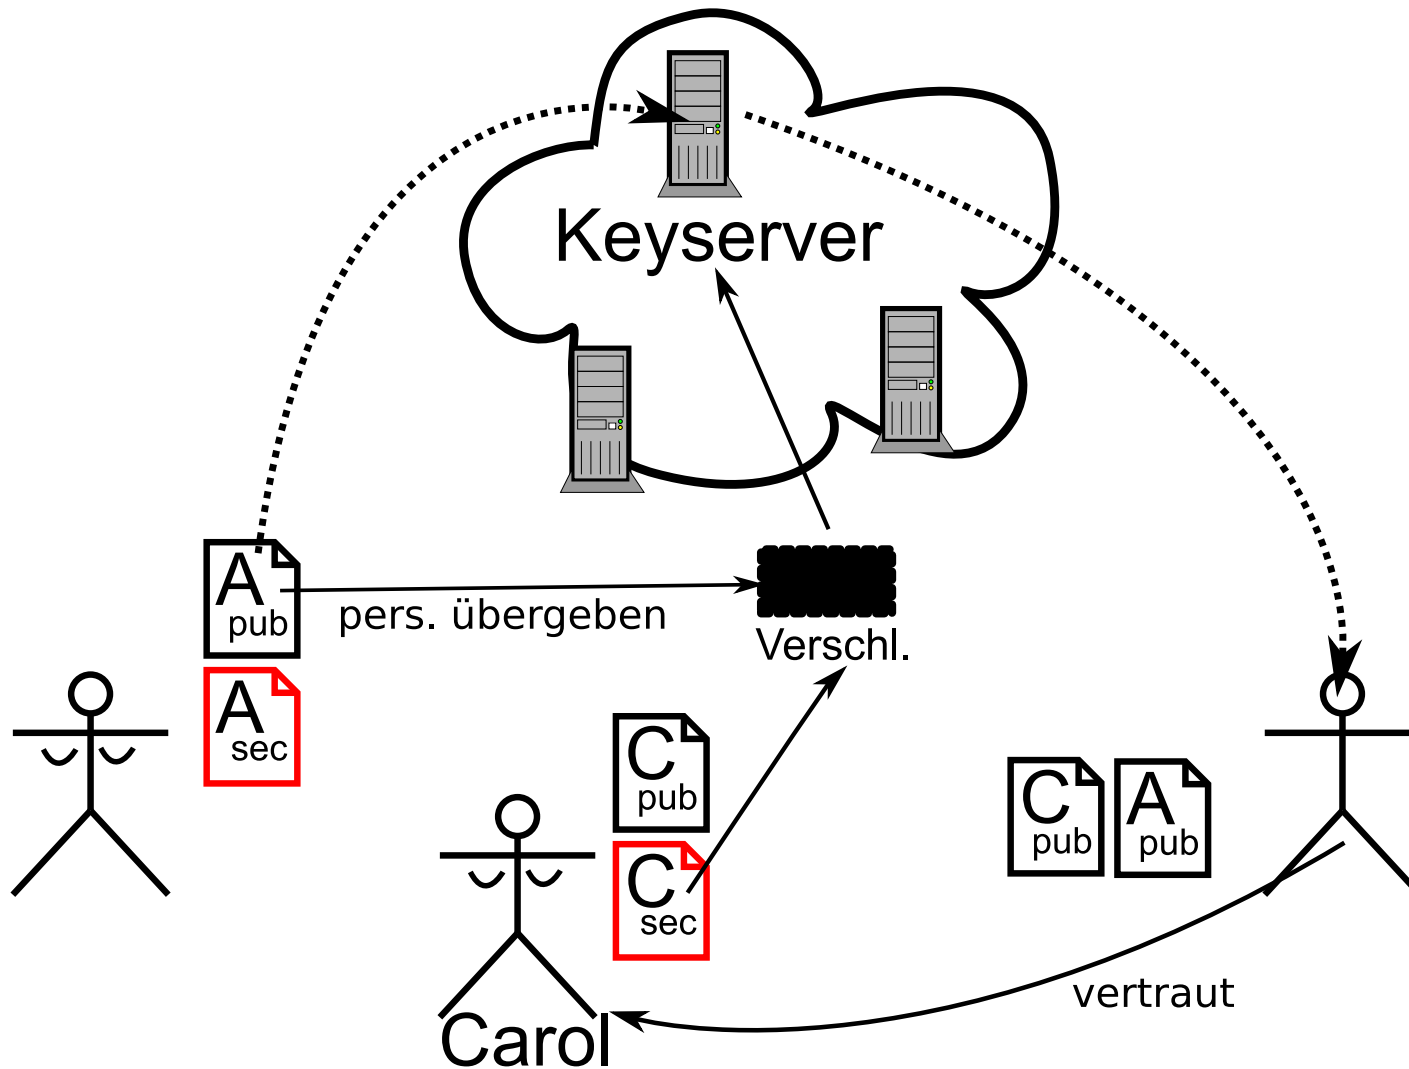 Keyserver
A
pub
pers. übergeben
Verschl.
A
sec
C
pub
C
sec
C
pub
A
pub
vertraut
Carol